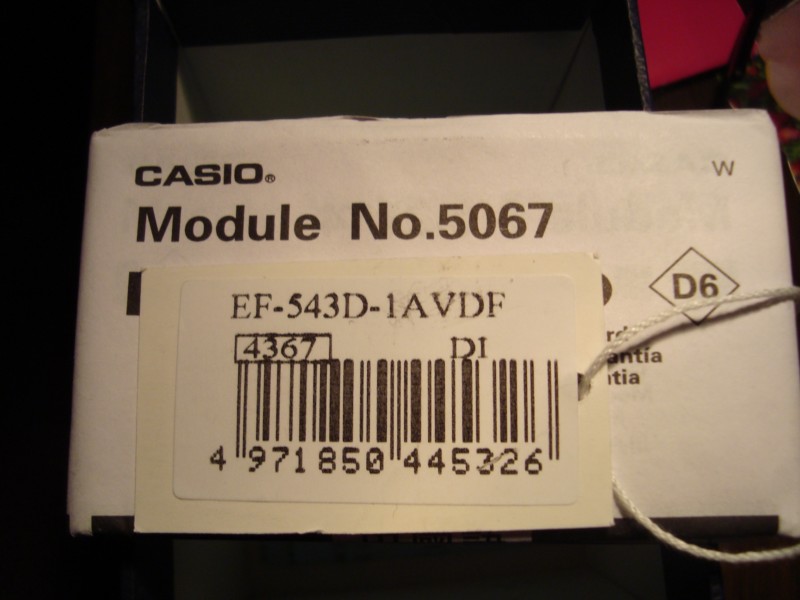 CASIO®
W
Module No.5067
D6
EF-543D-1AVDF
4367 DI
4 971850 445326